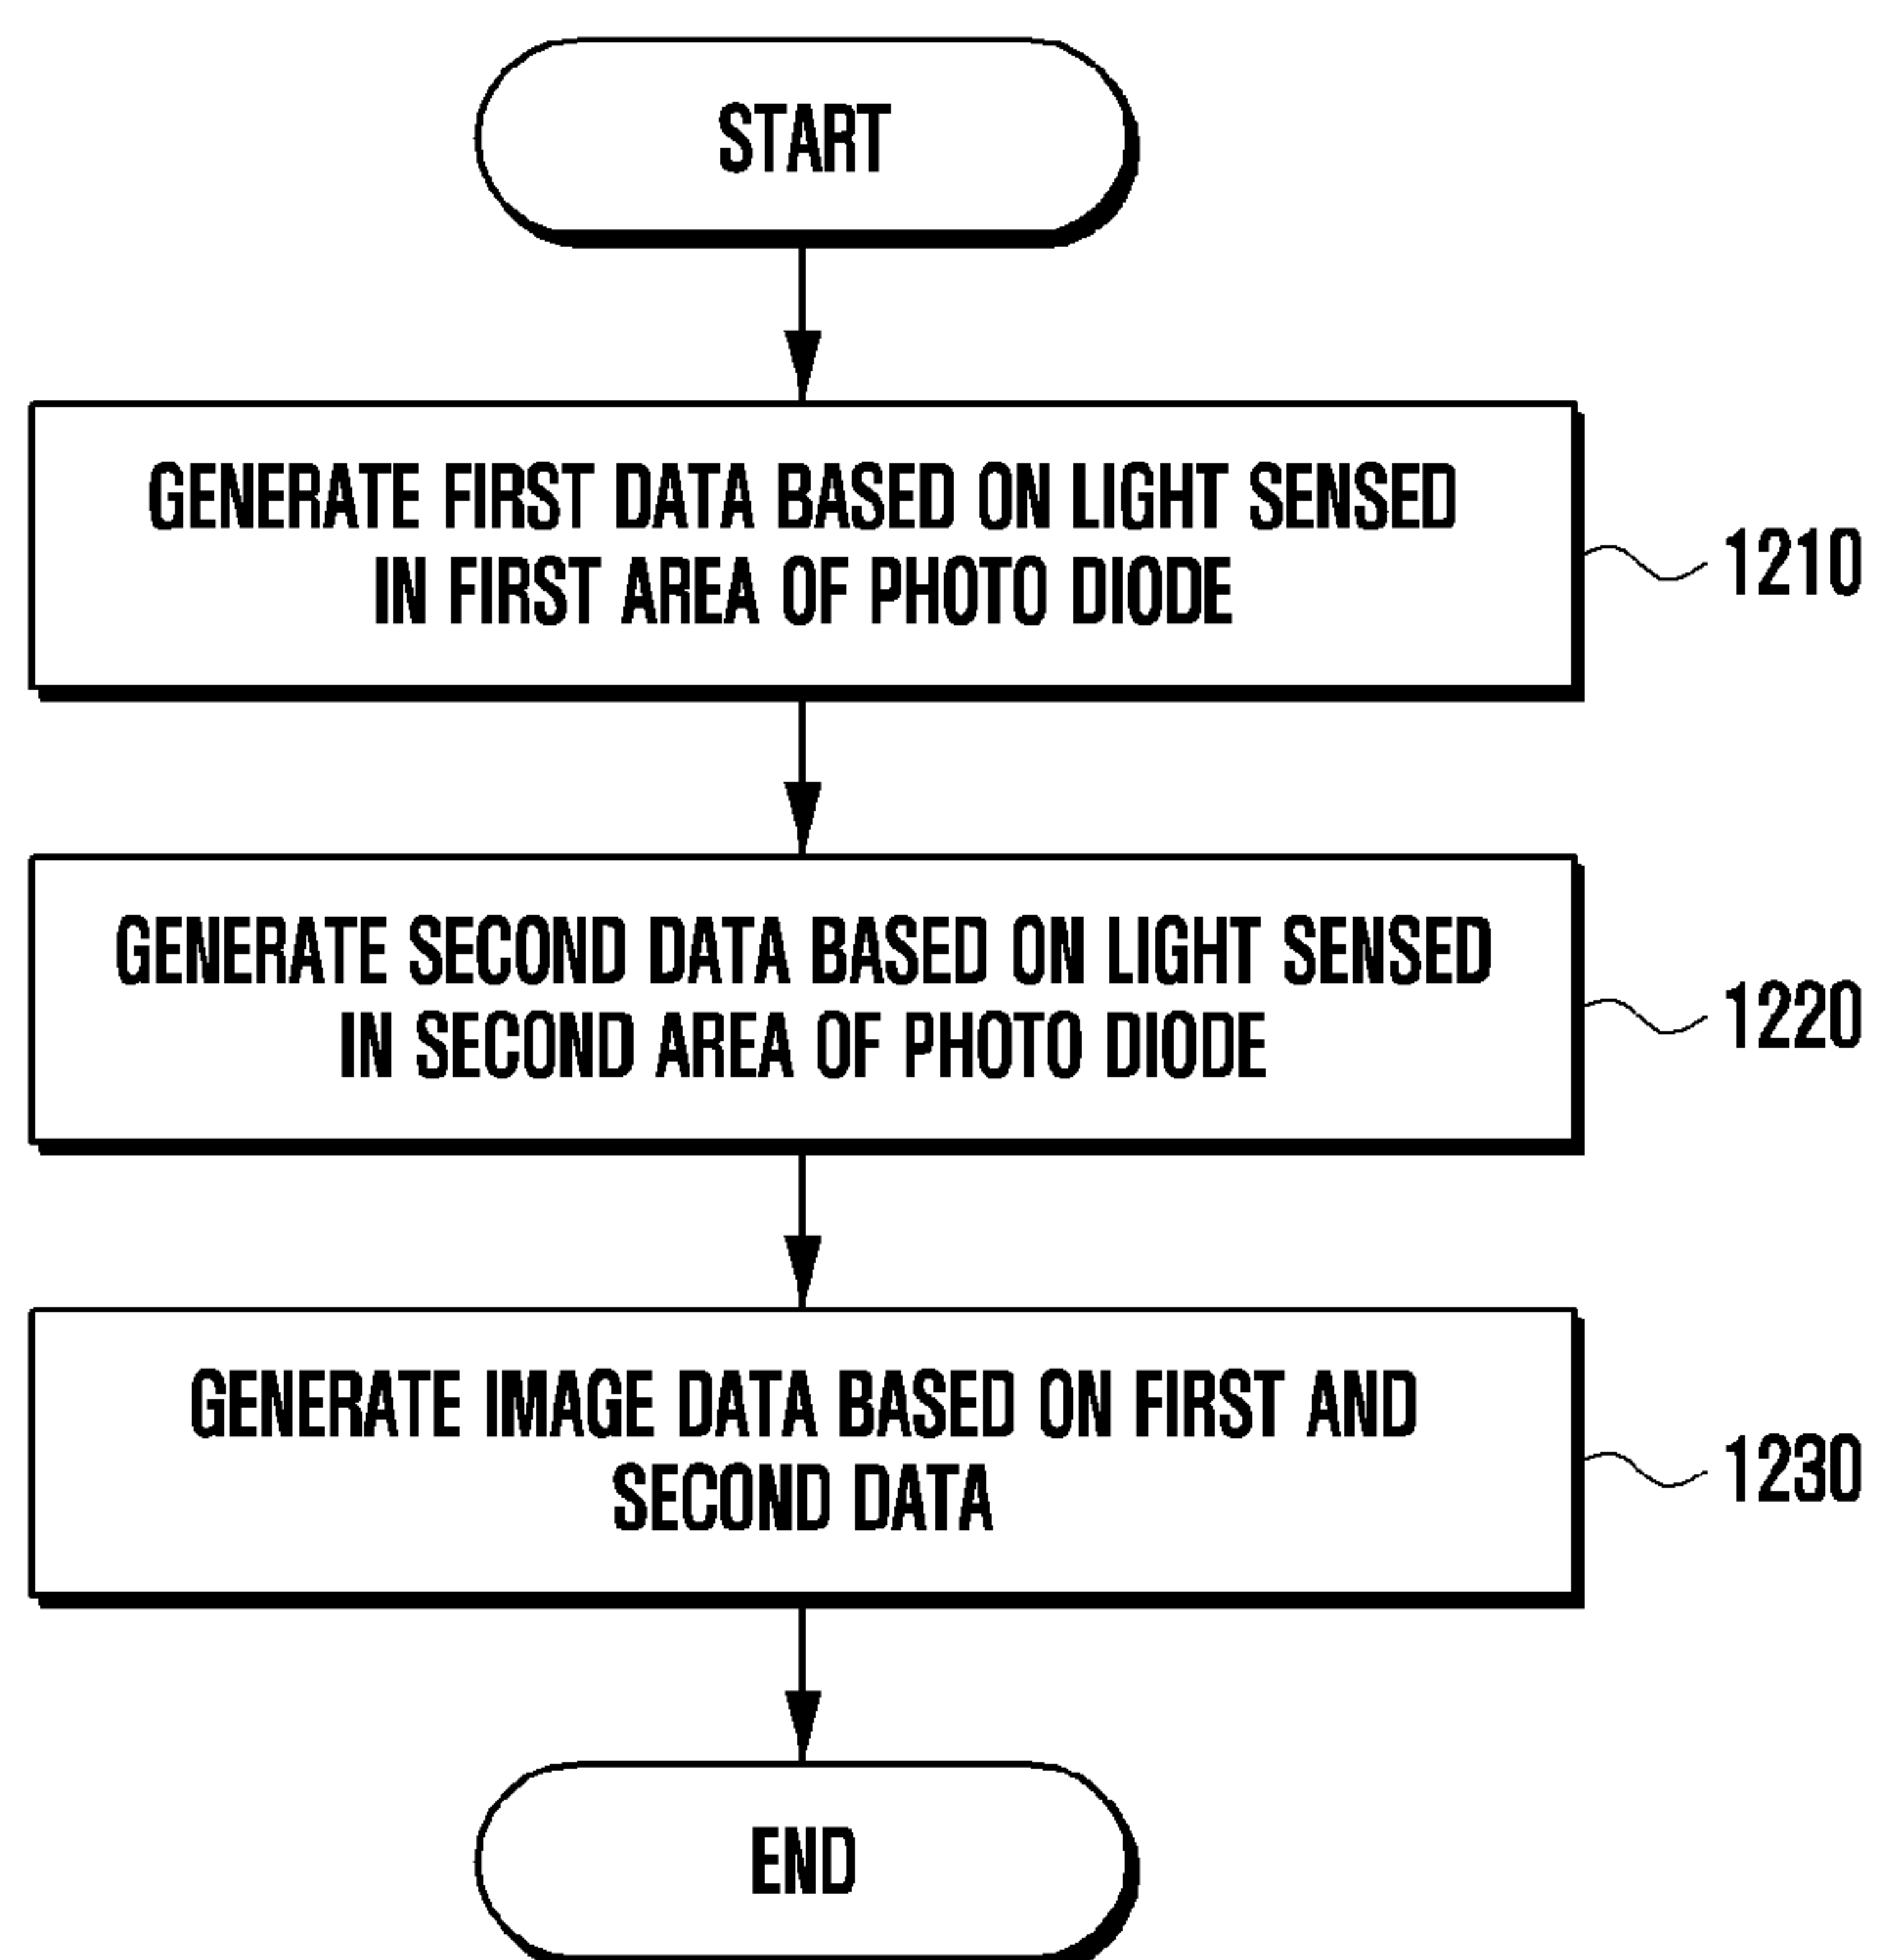 START
GENERATE FIRST DATA BASED ON LIGHT SENSED
IN FIRST AREA OF PHOTO DIODE
1210
GENERATE SECOND DATA BASED ON LIGHT SENSED
IN SECOND AREA OF PHOTO DIODE
1220
GENERATE IMAGE DATA BASED ON FIRST AND
SECOND DATA
1230
END